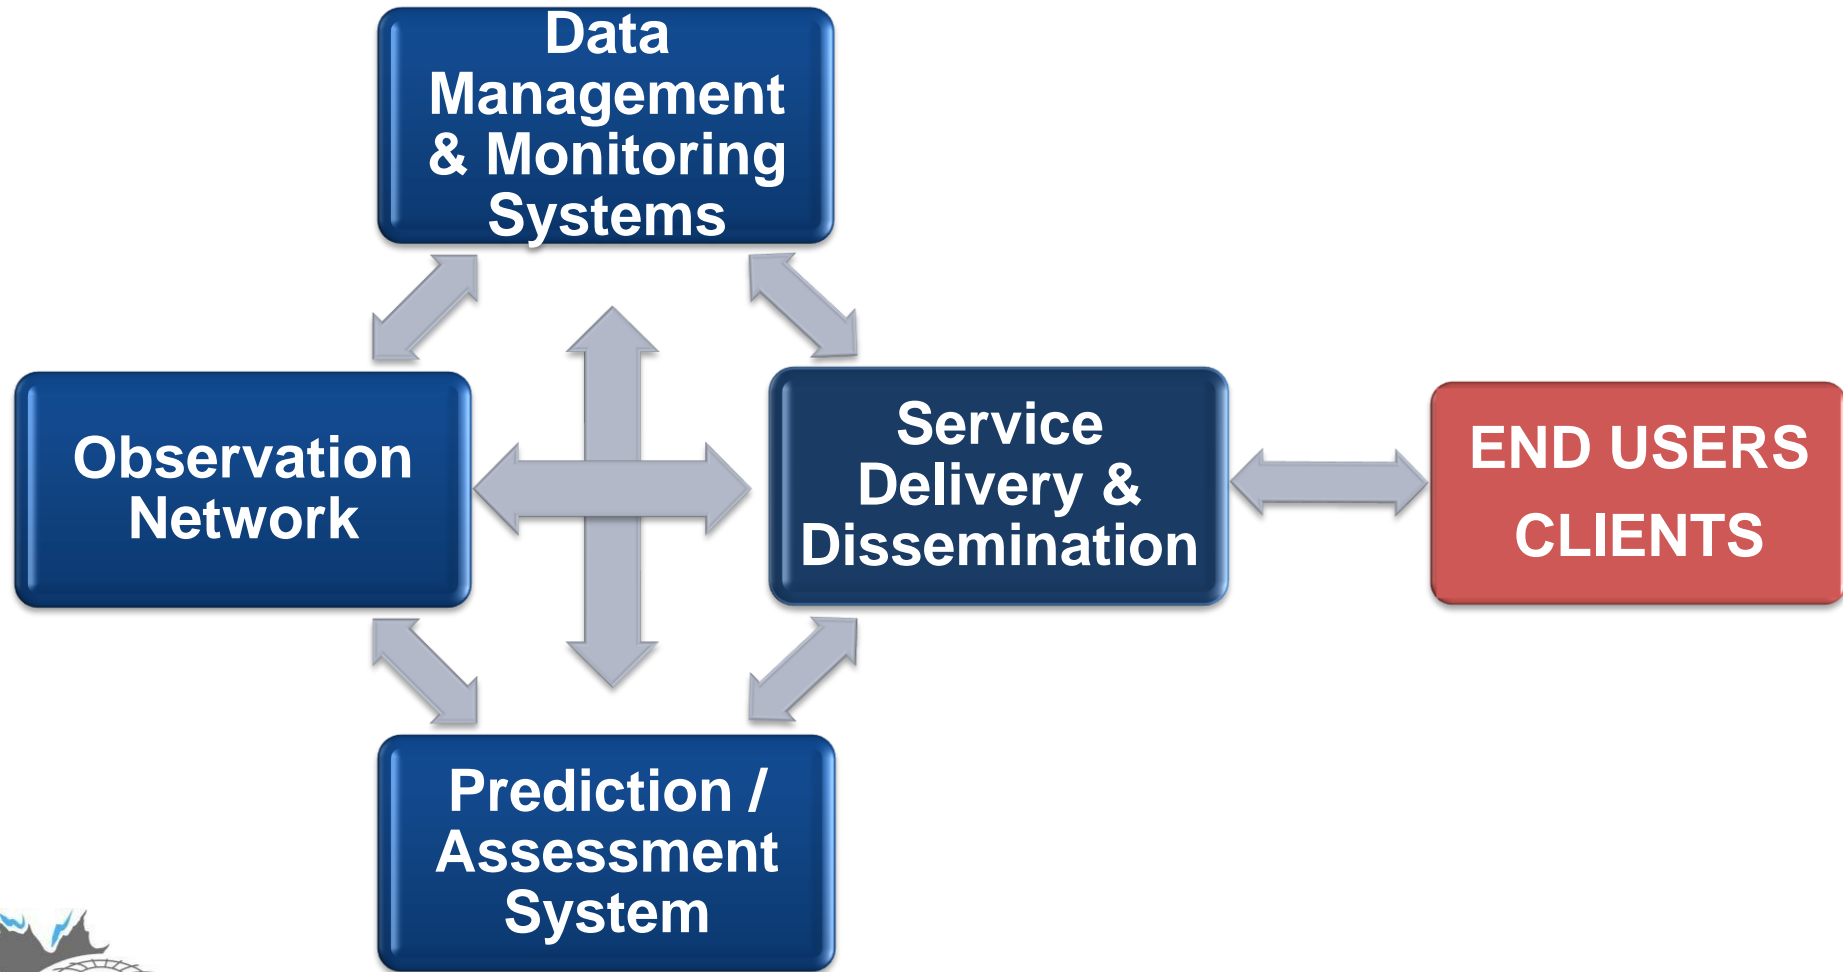 Data
Management
& Monitoring
Systems
Observation
Network
Service
Delivery &
Dissemination
END USERS
CLIENTS
Prediction /
Assessment
System